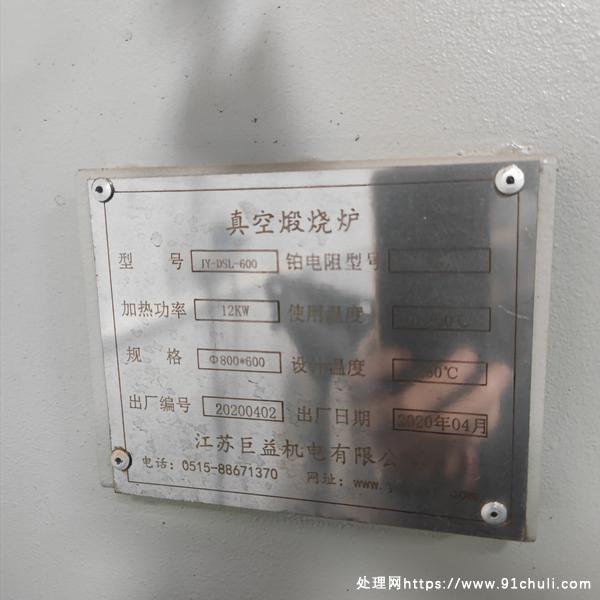 真空煅烧炉
型 号 JY-DSL-600 铂电阻型号
加热功率 12KW 使用温度
规 格 Φ800*600 设计温度
出厂编号 20200402 出厂日期 2020年04月
江苏巨益机电有限公
电话：0515-88671370 网址：www.
处理网https://www.91chuli.com